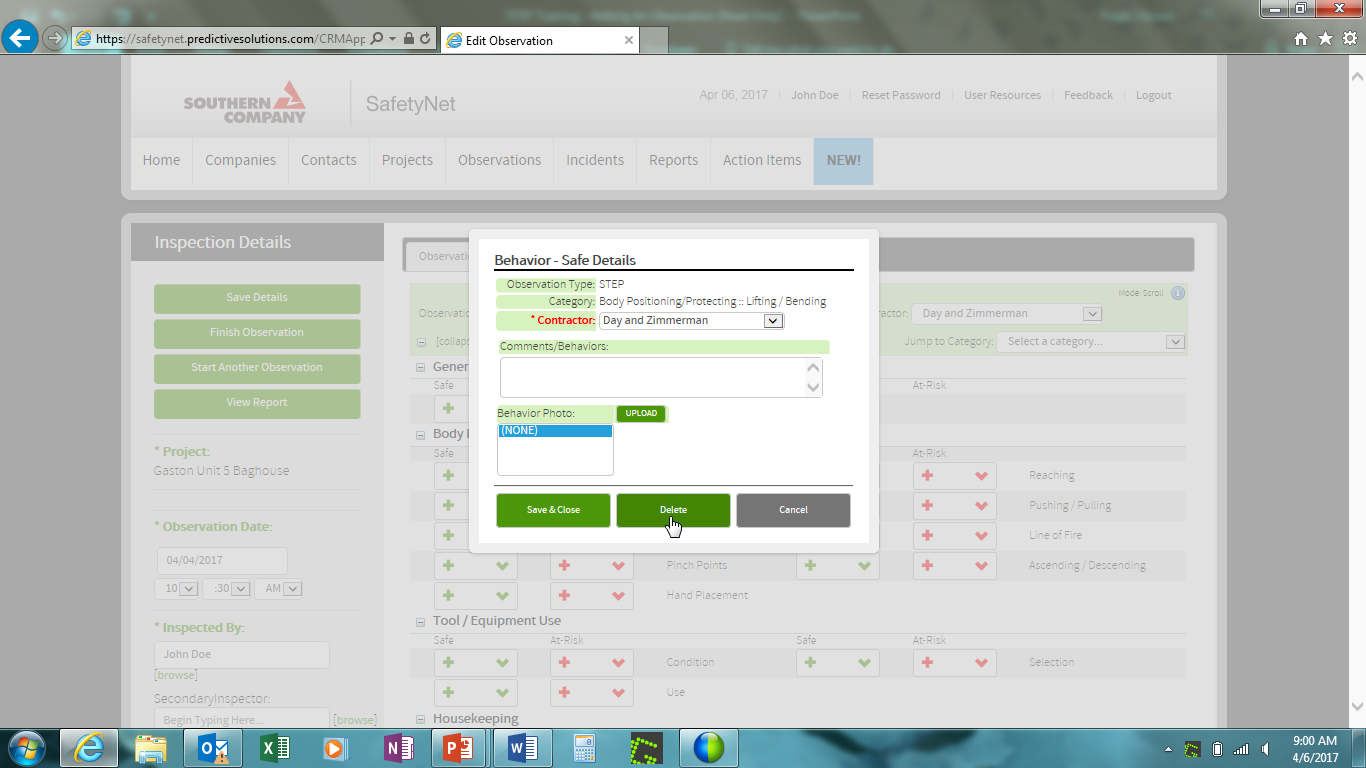 https://safetynet.predictivesolutions.com/CRMApp
Edit Observation
SOUTHERN COMPANY
SafetyNet
Apr 06, 2017 | John Doe | Reset Password | User Resources | Feedback | Logout
Home Companies Contacts Projects Observations Incidents Reports Action Items NEW!
Inspection Details
Save Details
Finish Observation
Start Another Observation
View Report
* Project:
Gaston Unit 5 Baghouse
* Observation Date:
04/04/2017
10 :30 AM
* Inspected By:
John Doe
[browse]
SecondaryInspector:
Begin Typing Here... [browse]
Mode: Scroll
Day and Zimmerman
Jump to Category: Select a category...
Safe At-Risk
Safe At-Risk
Reaching
Pushing / Pulling
Line of Fire
Pinch Points Ascending / Descending
Hand Placement
Tool / Equipment Use
Safe At-Risk Safe At-Risk
Condition Selection
Use
Housekeeping
Behavior - Safe Details
Observation Type: STEP
Category: Body Positioning/Protecting :: Lifting / Bending
* Contractor: Day and Zimmerman
Comments/Behaviors:
Behavior Photo: UPLOAD
(NONE)
Save & Close Delete Cancel
9:00 AM
4/6/2017